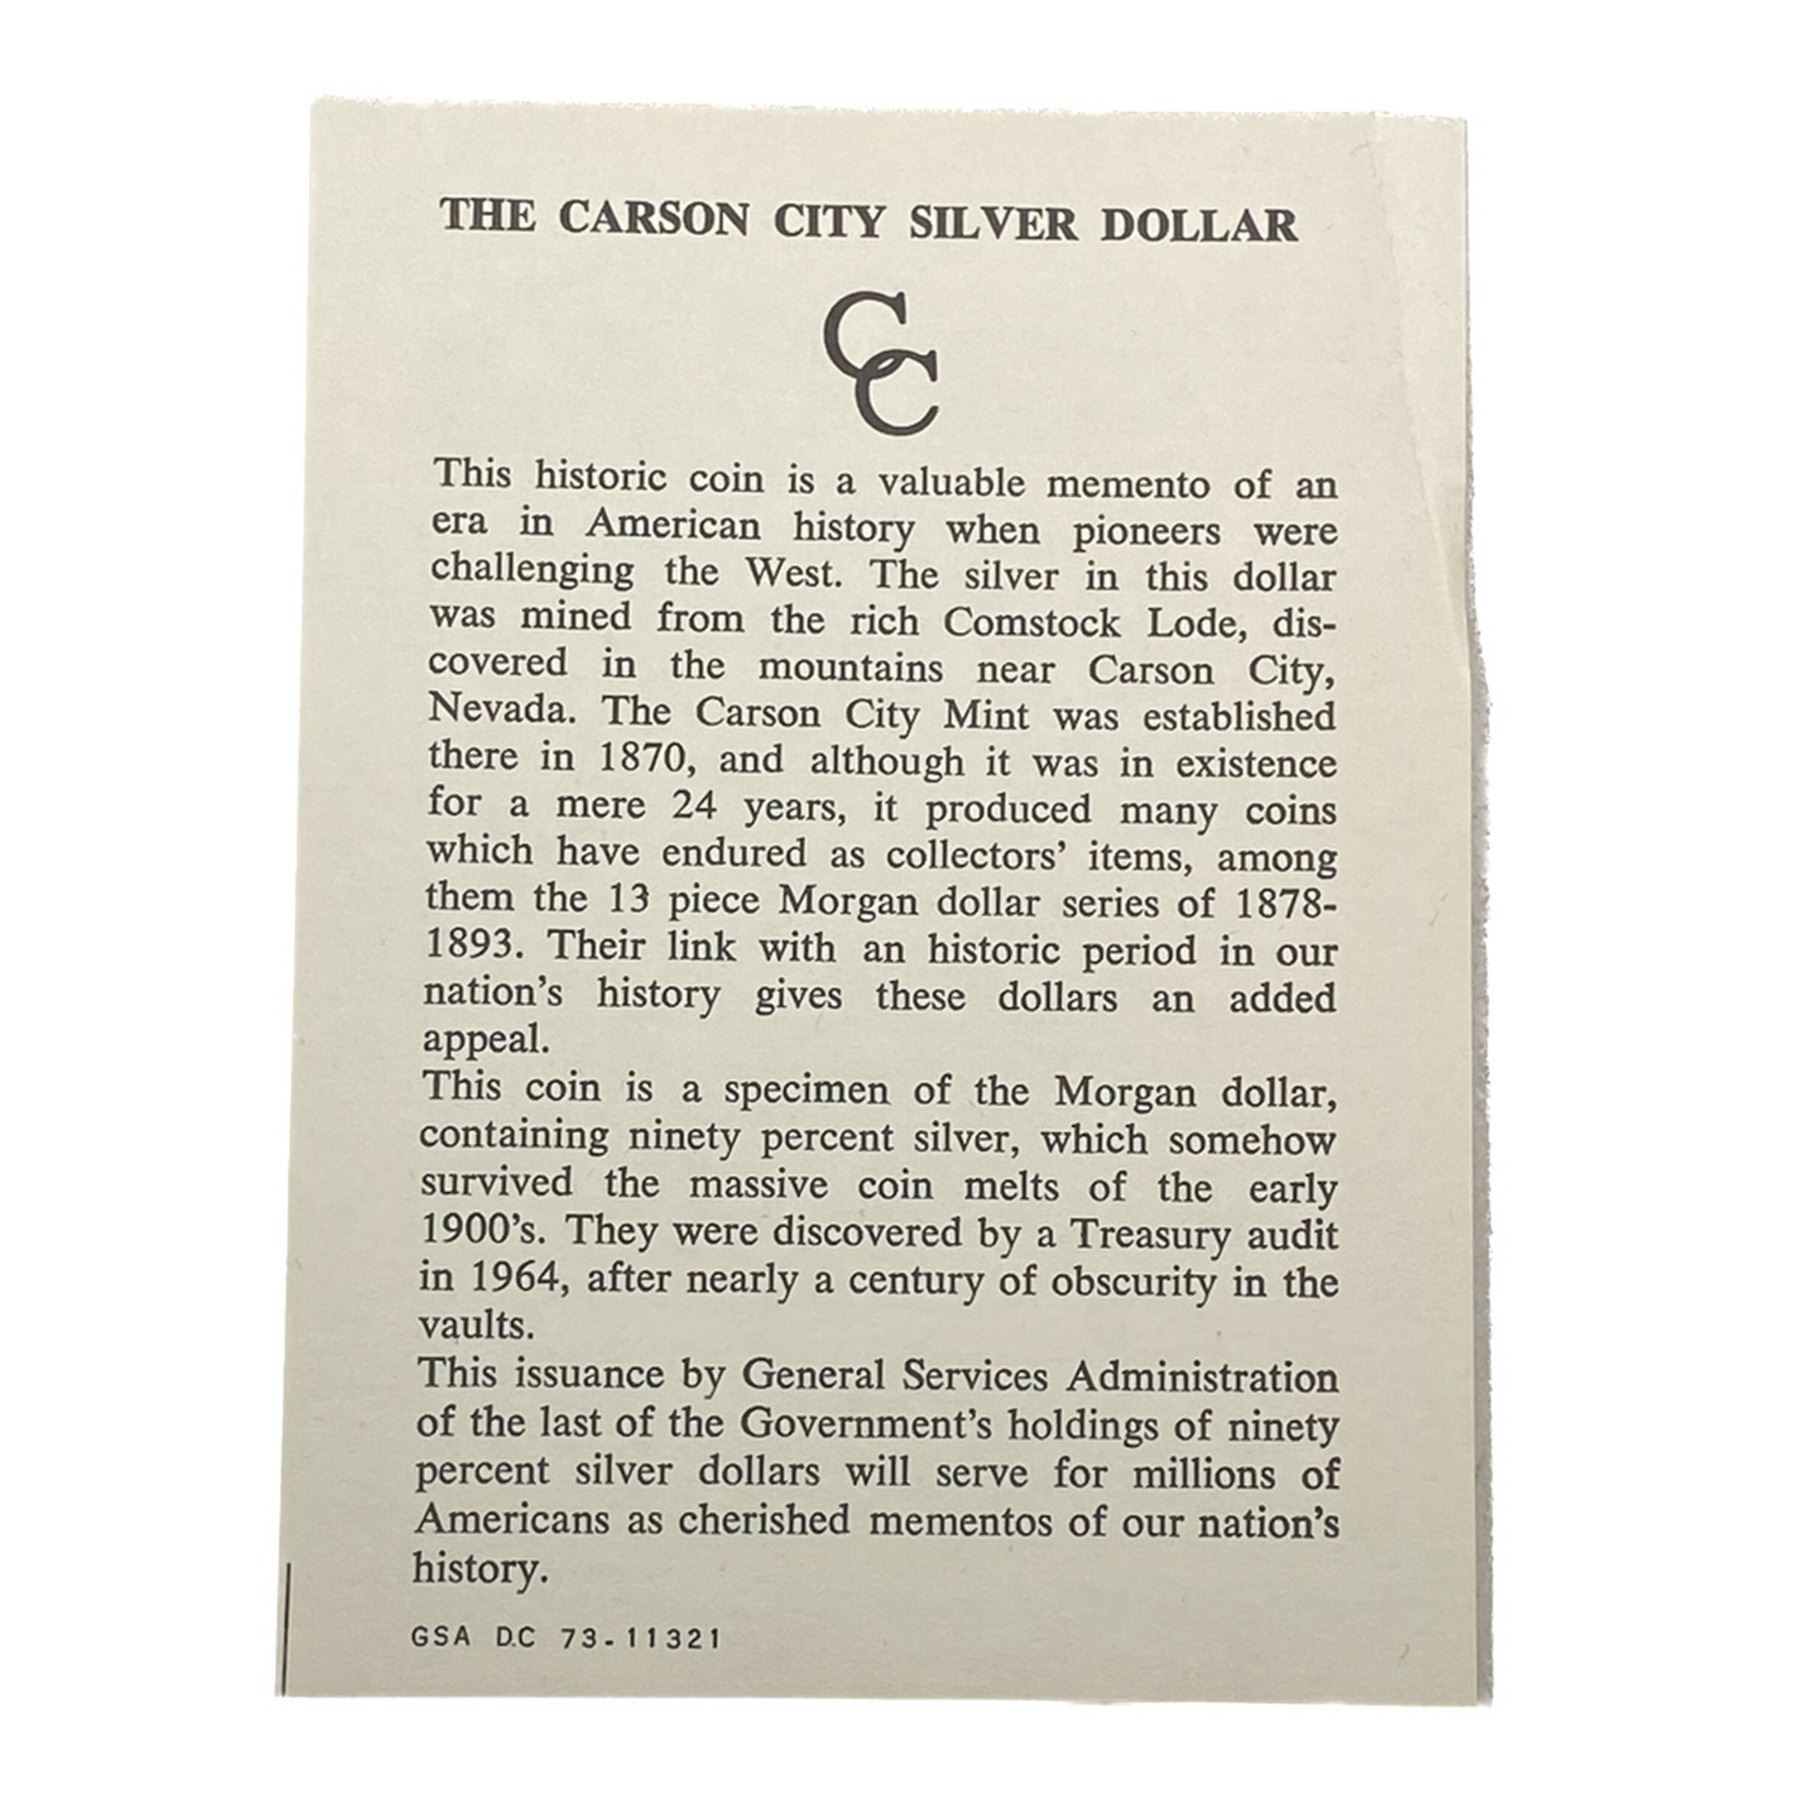 THE CARSON CITY SILVER DOLLAR
CC
This historic coin is a valuable memento of an
era in American history when pioneers were
challenging the West. The silver in this dollar
was mined from the rich Comstock Lode, dis-
covered in the mountains near Carson City,
Nevada. The Carson City Mint was established
there in 1870, and although it was in existence
for a mere 24 years, it produced many coins
which have endured as collectors’ items, among
them the 13 piece Morgan dollar series of 1878-
1893. Their link with an historic period in our
nation’s history gives these dollars an added
appeal.
This coin is a specimen of the Morgan dollar,
containing ninety percent silver, which somehow
survived the massive coin melts of the early
1900’s. They were discovered by a Treasury audit
in 1964, after nearly a century of obscurity in the
vaults.
This issuance by General Services Administration
of the last of the Government’s holdings of ninety
percent silver dollars will serve for millions of
Americans as cherished mementos of our nation’s
history.
GSA D.C 73-11321